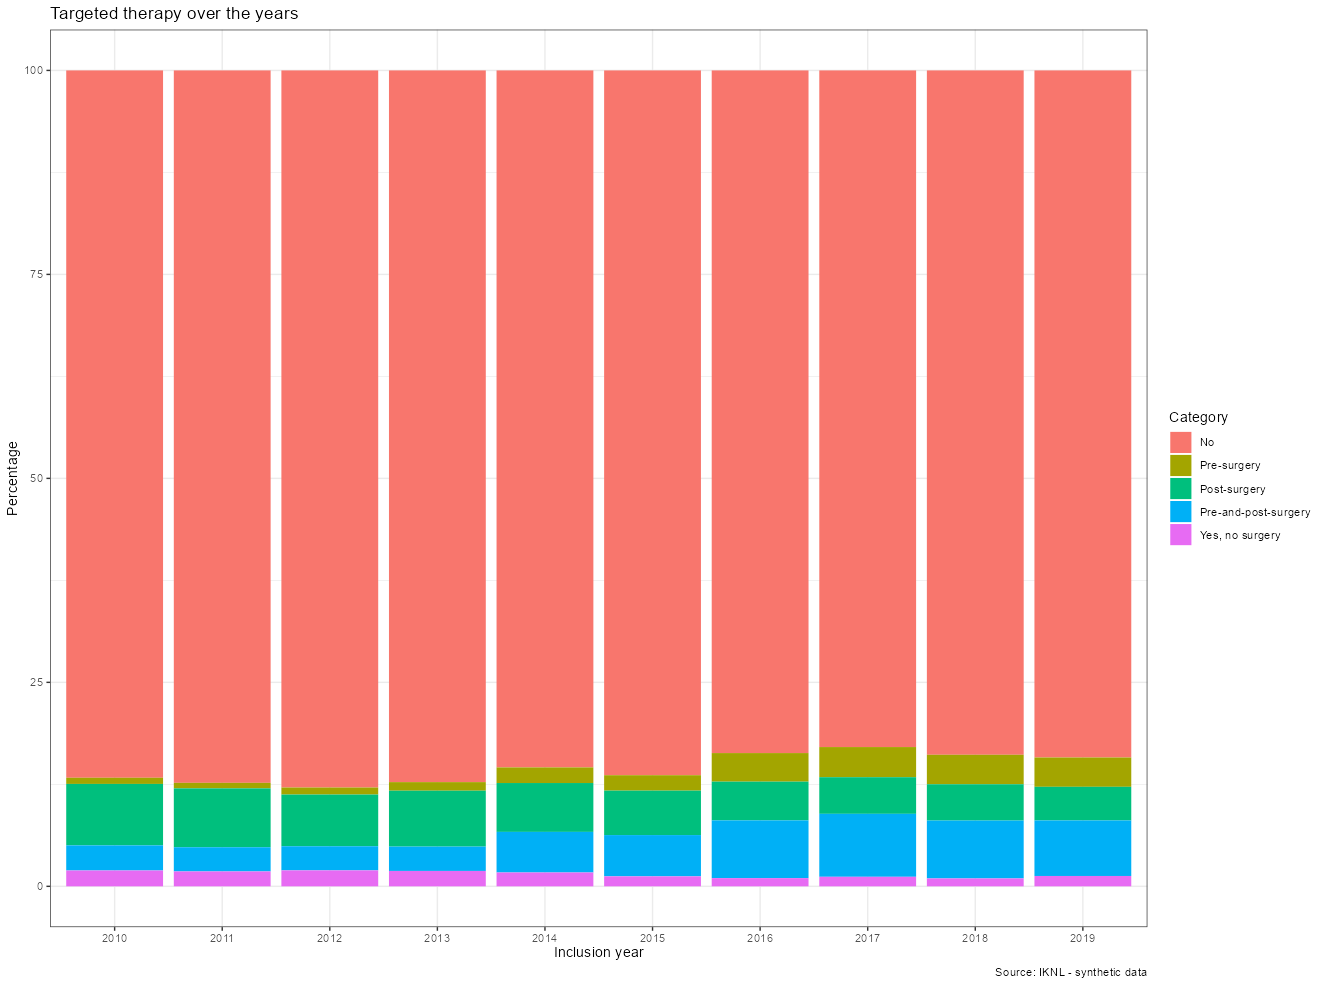 Targeted therapy over the years
100
75
50
25
0
Percentage
2010 2011 2012 2013 2014 2015 2016 2017 2018 2019
Inclusion year
Category
No
Pre-surgery
Post-surgery
Pre-and-post-surgery
Yes, no surgery
Source: IKNL - synthetic data